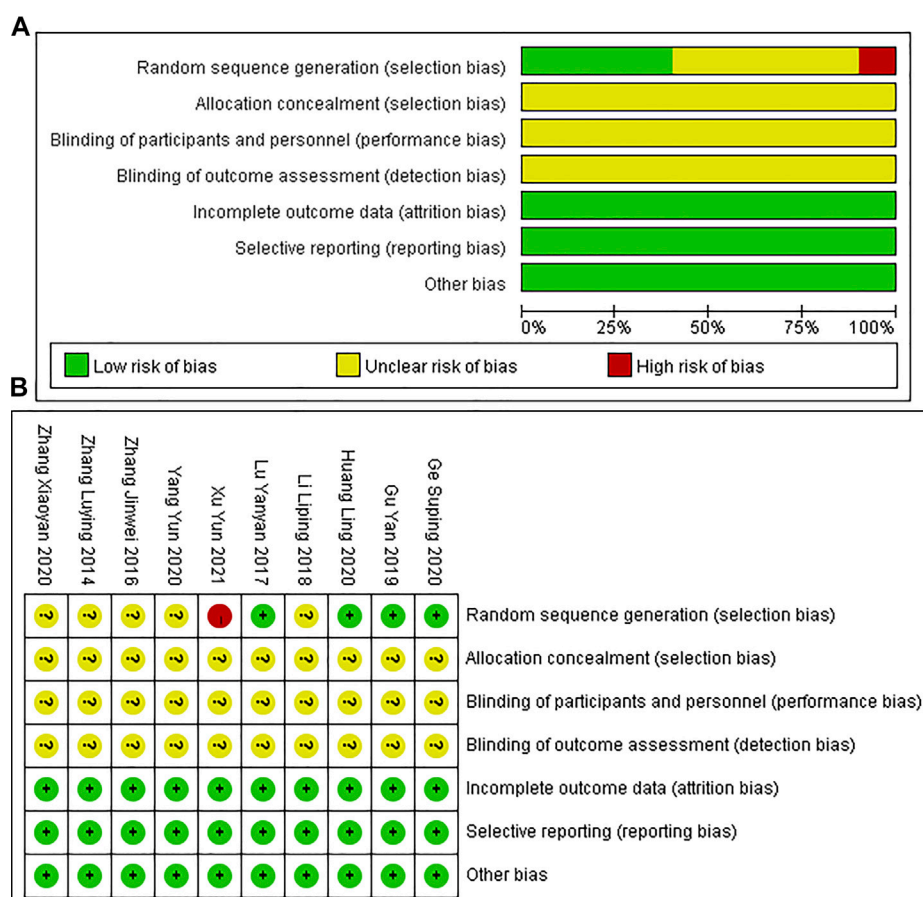 A
Random sequence generation (selection bias)
Allocation concealment (selection bias)
Blinding of participants and personnel (performance bias)
Blinding of outcome assessment (detection bias)
Incomplete outcome data (attrition bias)
Selective reporting (reporting bias)
Other bias
0% 25% 50% 75% 100%
Low risk of bias Unclear risk of bias High risk of bias
B
Zhang Xiaoyan 2020
Zhang Luying 2014
Zhang Jinwei 2016
Yang Yun 2020
Xu Yun 2021
Lu Yanyan 2017
Li Liping 2018
Huang Ling 2020
Gu Yan 2019
Ge Suping 2020
? ? ? ? - + ? + + + Random sequence generation (selection bias)
? ? ? ? ? ? ? ? ? ? Allocation concealment (selection bias)
? ? ? ? ? ? ? ? ? ? Blinding of participants and personnel (performance bias)
? ? ? ? ? ? ? ? ? ? Blinding of outcome assessment (detection bias)
+ + + + + + + + + + Incomplete outcome data (attrition bias)
+ + + + + + + + + + Selective reporting (reporting bias)
+ + + + + + + + + + Other bias